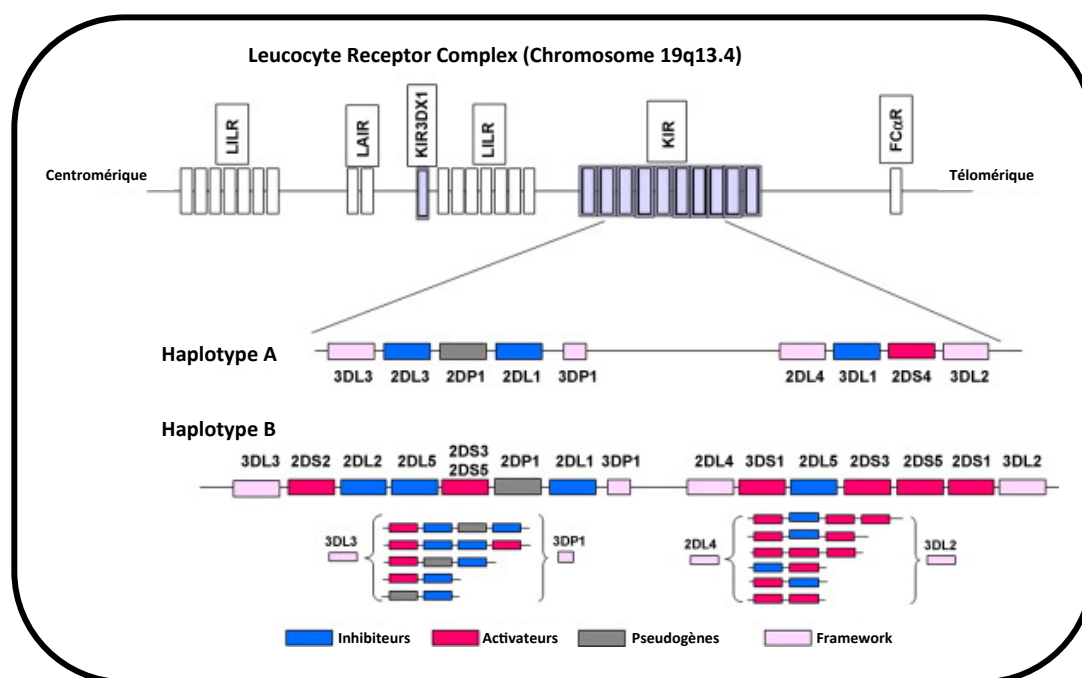 Leucocyte Receptor Complex (Chromosome 19q13.4)
LILR
LAIR
KIR3DX1
LILR
KIR
FCαR
Centromérique
Télomérique
Haplotype A
3DL3 2DL3 2DP1 2DL1 3DP1 2DL4 3DL1 2DS4 3DL2
Haplotype B
2DS3
3DL3 2DS2 2DL2 2DL5 2DS5 2DP1 2DL1 3DP1 2DL4 3DS1 2DL5 2DS3 2DS5 2DS1 3DL2
3DL3 3DP1 2DL4 3DL2
Inhibiteurs Activateurs Pseudogènes Framework